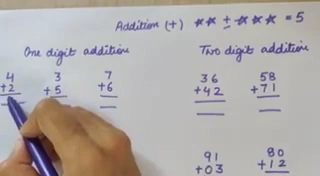 Addition (+) ** ± *** = 5
One digit addition Two digit addition
4 3 7 36 58
+2 +5 +6 +42 +71
91 80
+03 +12